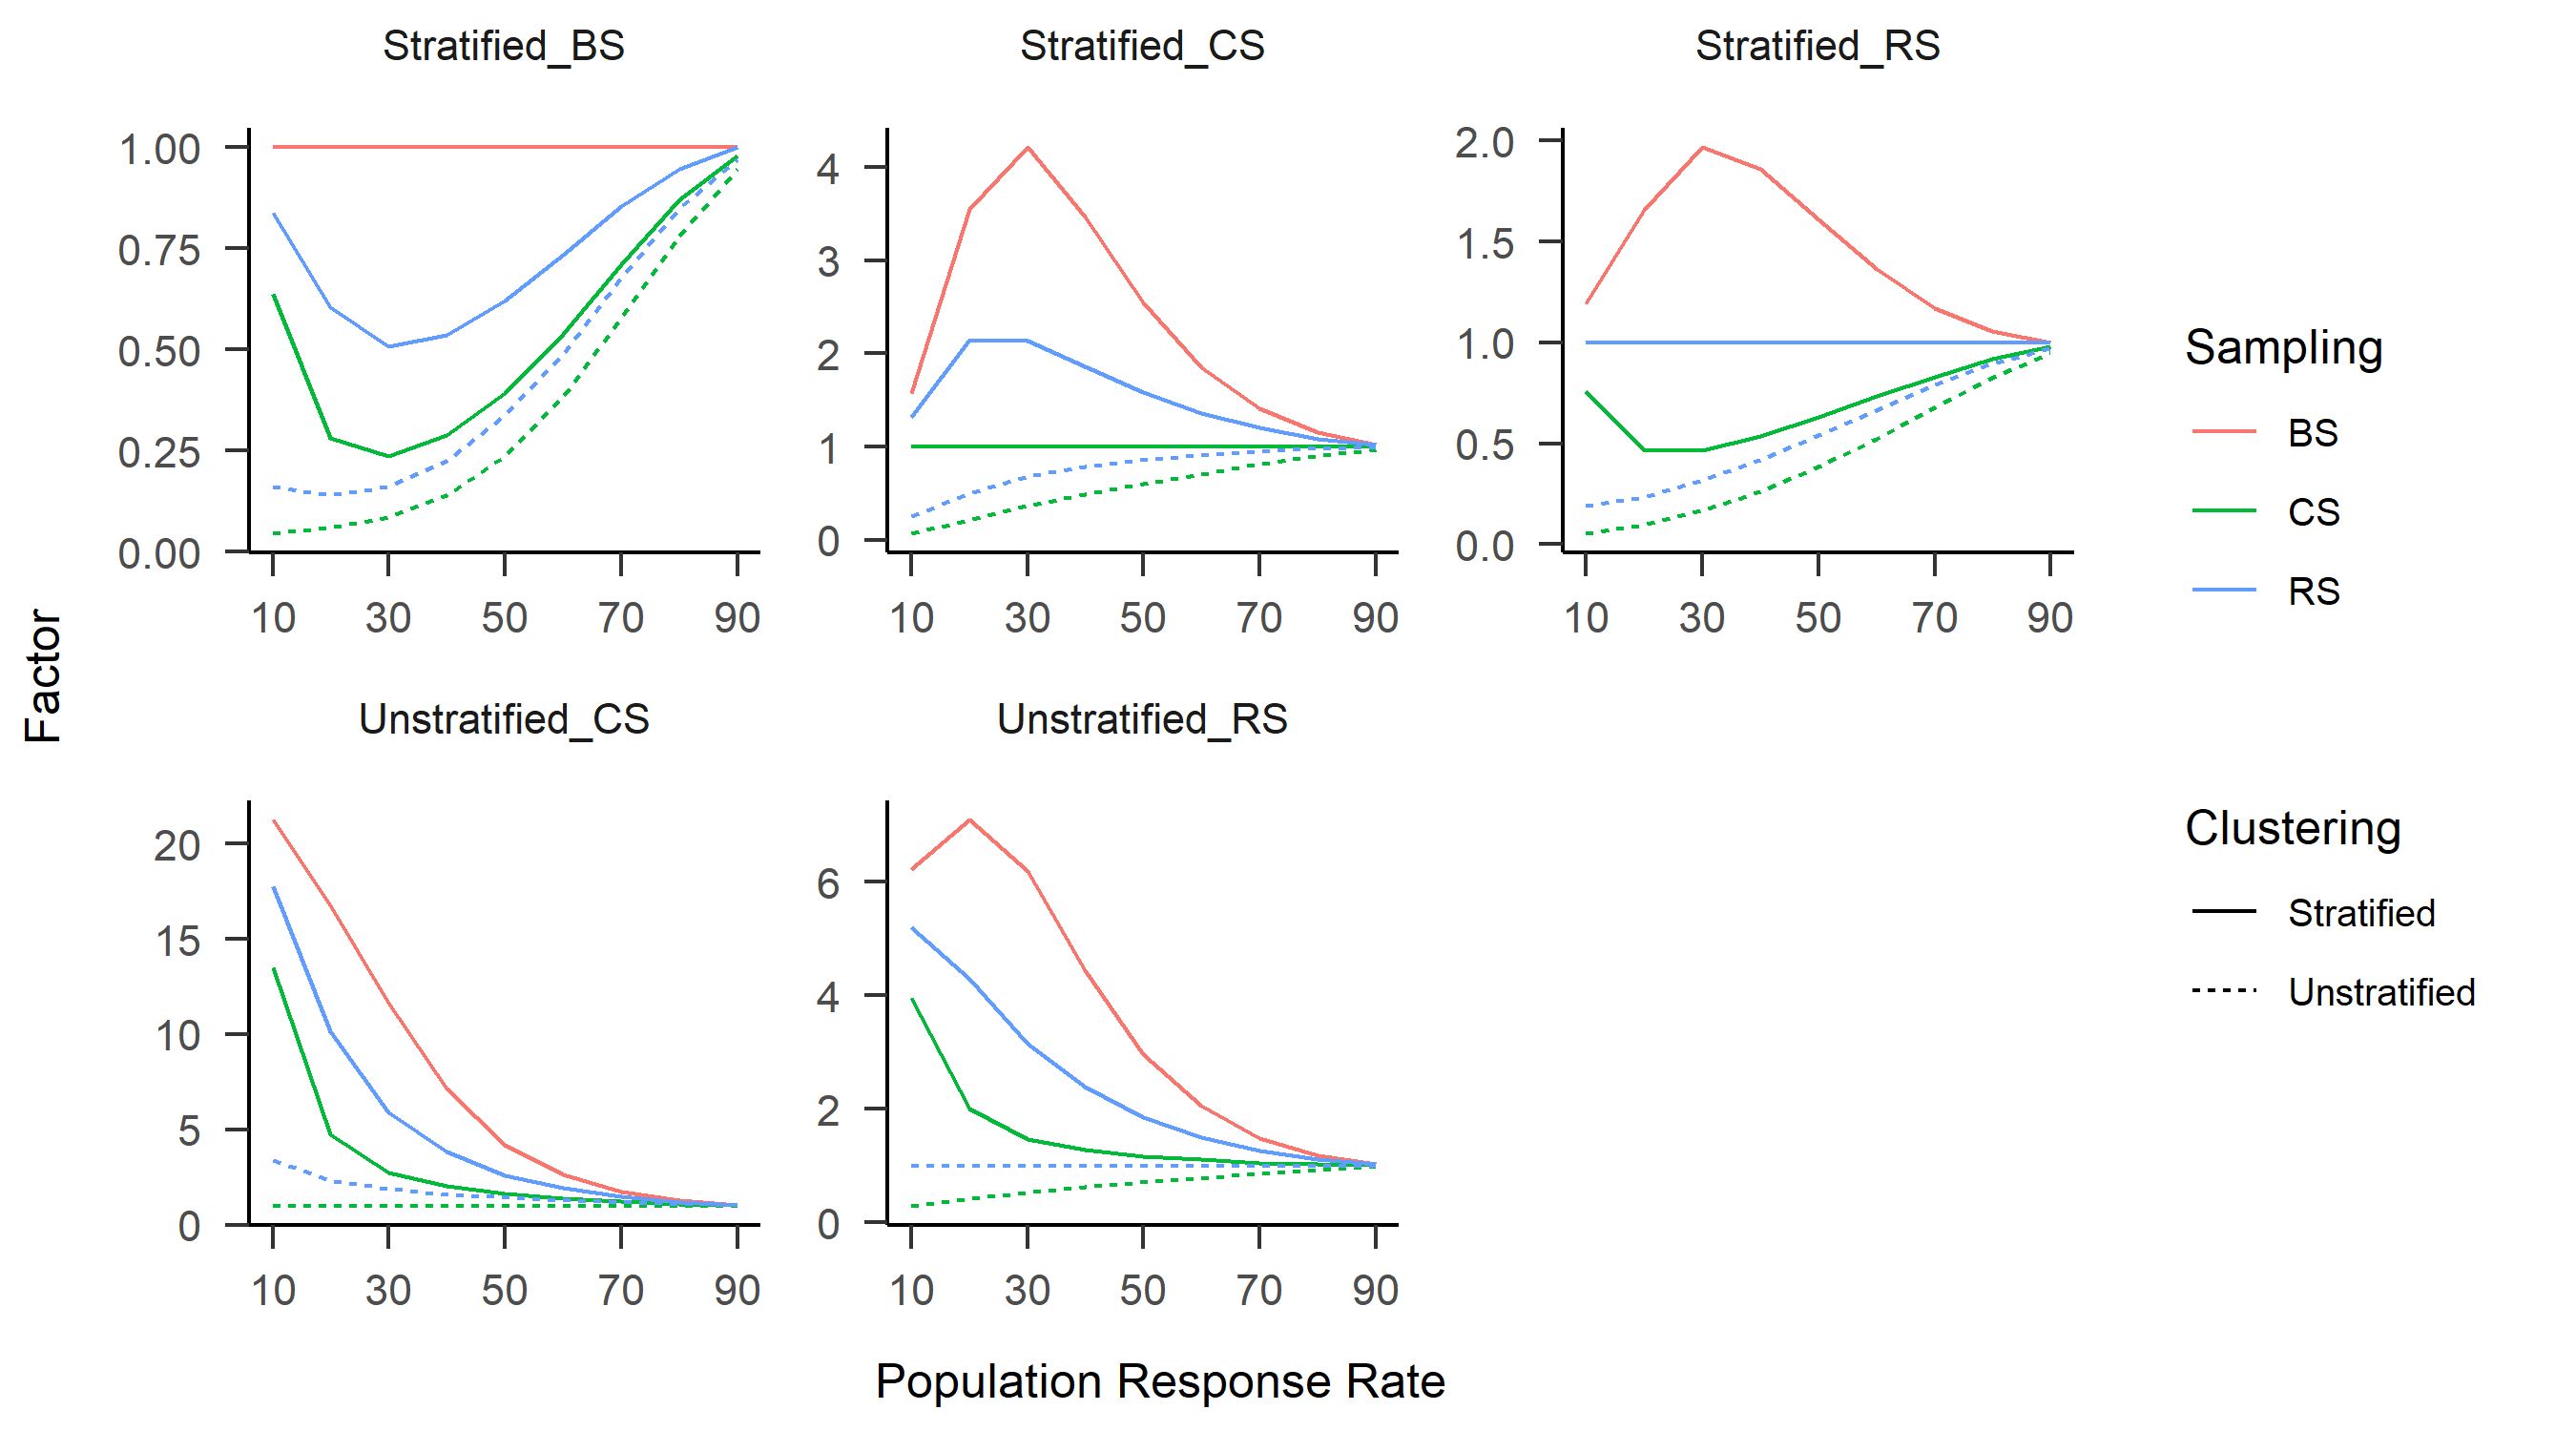 Stratified_BS
Stratified_CS
Stratified_RS
1.00
0.75
0.50
0.25
0.00
10 30 50 70 90
4
3
2
1
0
10 30 50 70 90
2.0
1.5
1.0
0.5
0.0
10 30 50 70 90
Factor
Unstratified_CS
Unstratified_RS
20
15
10
5
0
10 30 50 70 90
6
4
2
0
10 30 50 70 90
Population Response Rate
Sampling
BS
CS
RS
Clustering
Stratified
Unstratified